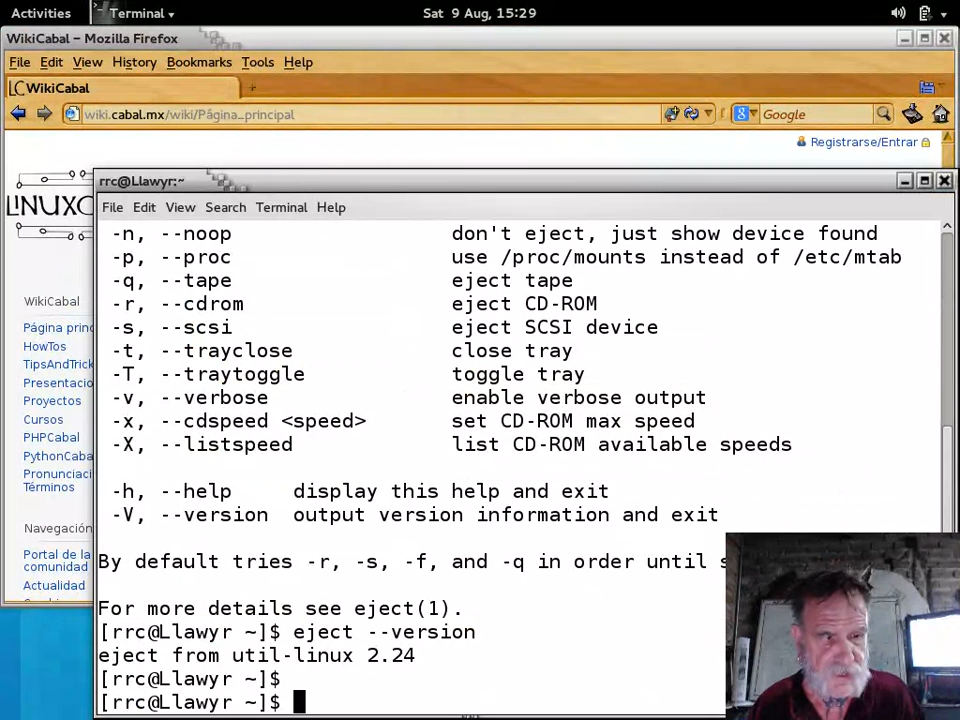 Activities
Terminal
Sat 9 Aug, 15:29
WikiCabal – Mozilla Firefox
File Edit View History Bookmarks Tools Help
WikiCabal
wiki.cabal.mx/wiki/Página_principal
Google
Registrarse/Entrar
LINUXC
WikiCabal
Página princ
HowTos
TipsAndTrick
Presentacio
Proyectos
Cursos
PHPCabal
PythonCaba
Pronunciac
Términos
Navegación
Portal de la
comunidad
Actualidad
rrc@Llawyr:~
File Edit View Search Terminal Help
-n, --noop don't eject, just show device found
-p, --proc use /proc/mounts instead of /etc/mtab
-q, --tape eject tape
-r, --cdrom eject CD-ROM
-s, --scsi eject SCSI device
-t, --trayclose close tray
-T, --traytoggle toggle tray
-v, --verbose enable verbose output
-x, --cdspeed <speed> set CD-ROM max speed
-X, --listspeed list CD-ROM available speeds
-h, --help display this help and exit
-V, --version output version information and exit
By default tries -r, -s, -f, and -q in order until s
For more details see eject(1).
[rrc@Llawyr ~]$ eject --version
eject from util-linux 2.24
[rrc@Llawyr ~]$
[rrc@Llawyr ~]$